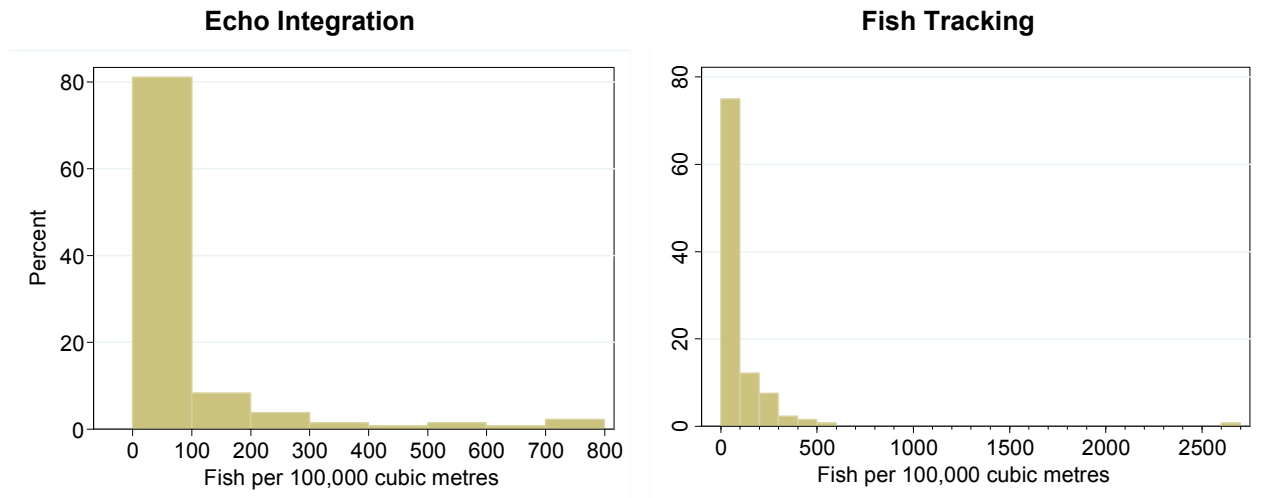 Echo Integration
80
60
40
20
0
Percent
0 100 200 300 400 500 600 700 800
Fish per 100,000 cubic metres
Fish Tracking
80
60
40
20
0
0 500 1000 1500 2000 2500
Fish per 100,000 cubic metres